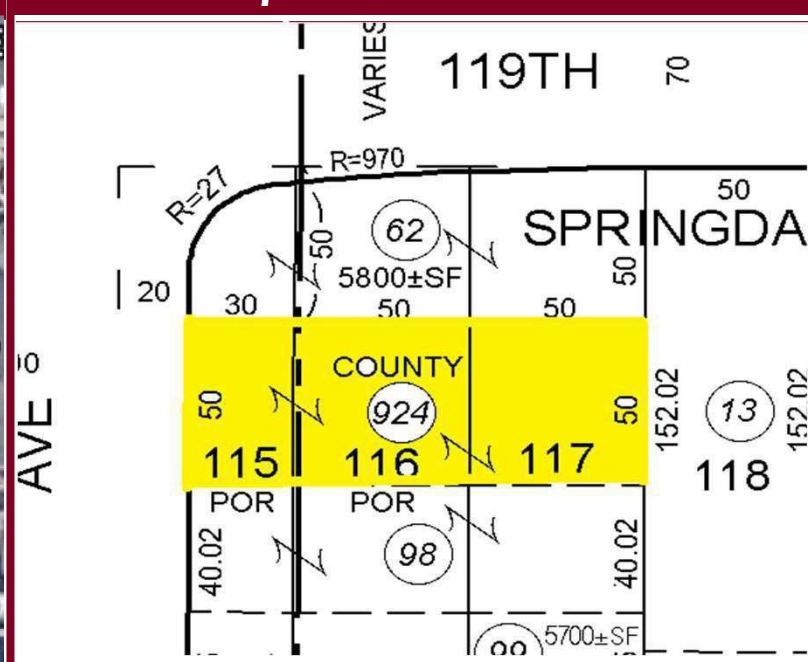 VARIES
119TH
70
R=970
R=27
50
62
SPRINGDA
50
50
5800±SF
20
30
50
50
COUNTY
924
50
50
152.02
13
152.02
AVE
115
116
117
118
POR
POR
40.02
98
40.02
5700±SF